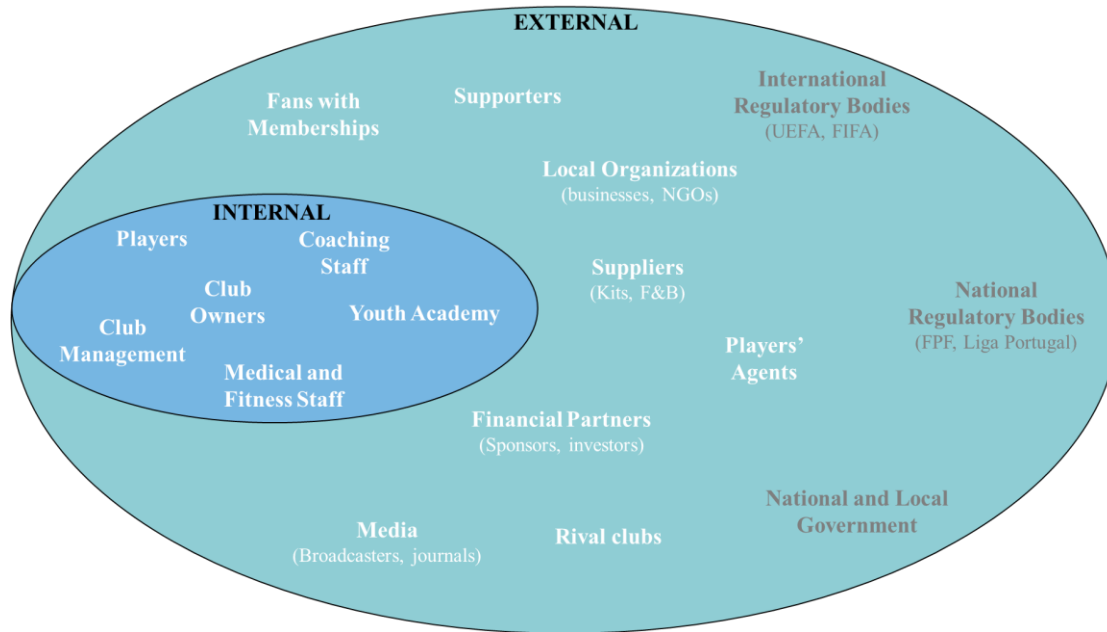 EXTERNAL
Fans with
Memberships
Supporters
International
Regulatory Bodies
(UEFA, FIFA)
Local Organizations
(businesses, NGOs)
INTERNAL
Players
Coaching
Staff
Club
Owners
Youth Academy
Club
Management
Medical and
Fitness Staff
Suppliers
(Kits, F&B)
National
Regulatory Bodies
(FPF, Liga Portugal)
Players’
Agents
Financial Partners
(Sponsors, investors)
National and Local
Government
Media
(Broadcasters, journals)
Rival clubs